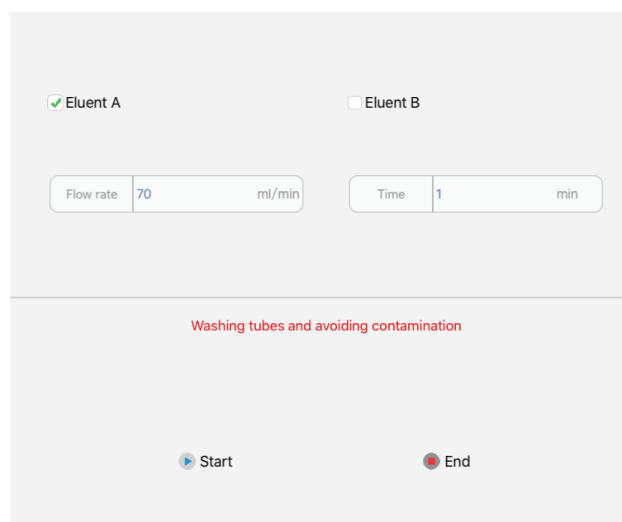 Eluent A Eluent B
Flow rate 70 ml/min Time 1 min
Washing tubes and avoiding contamination
Start End